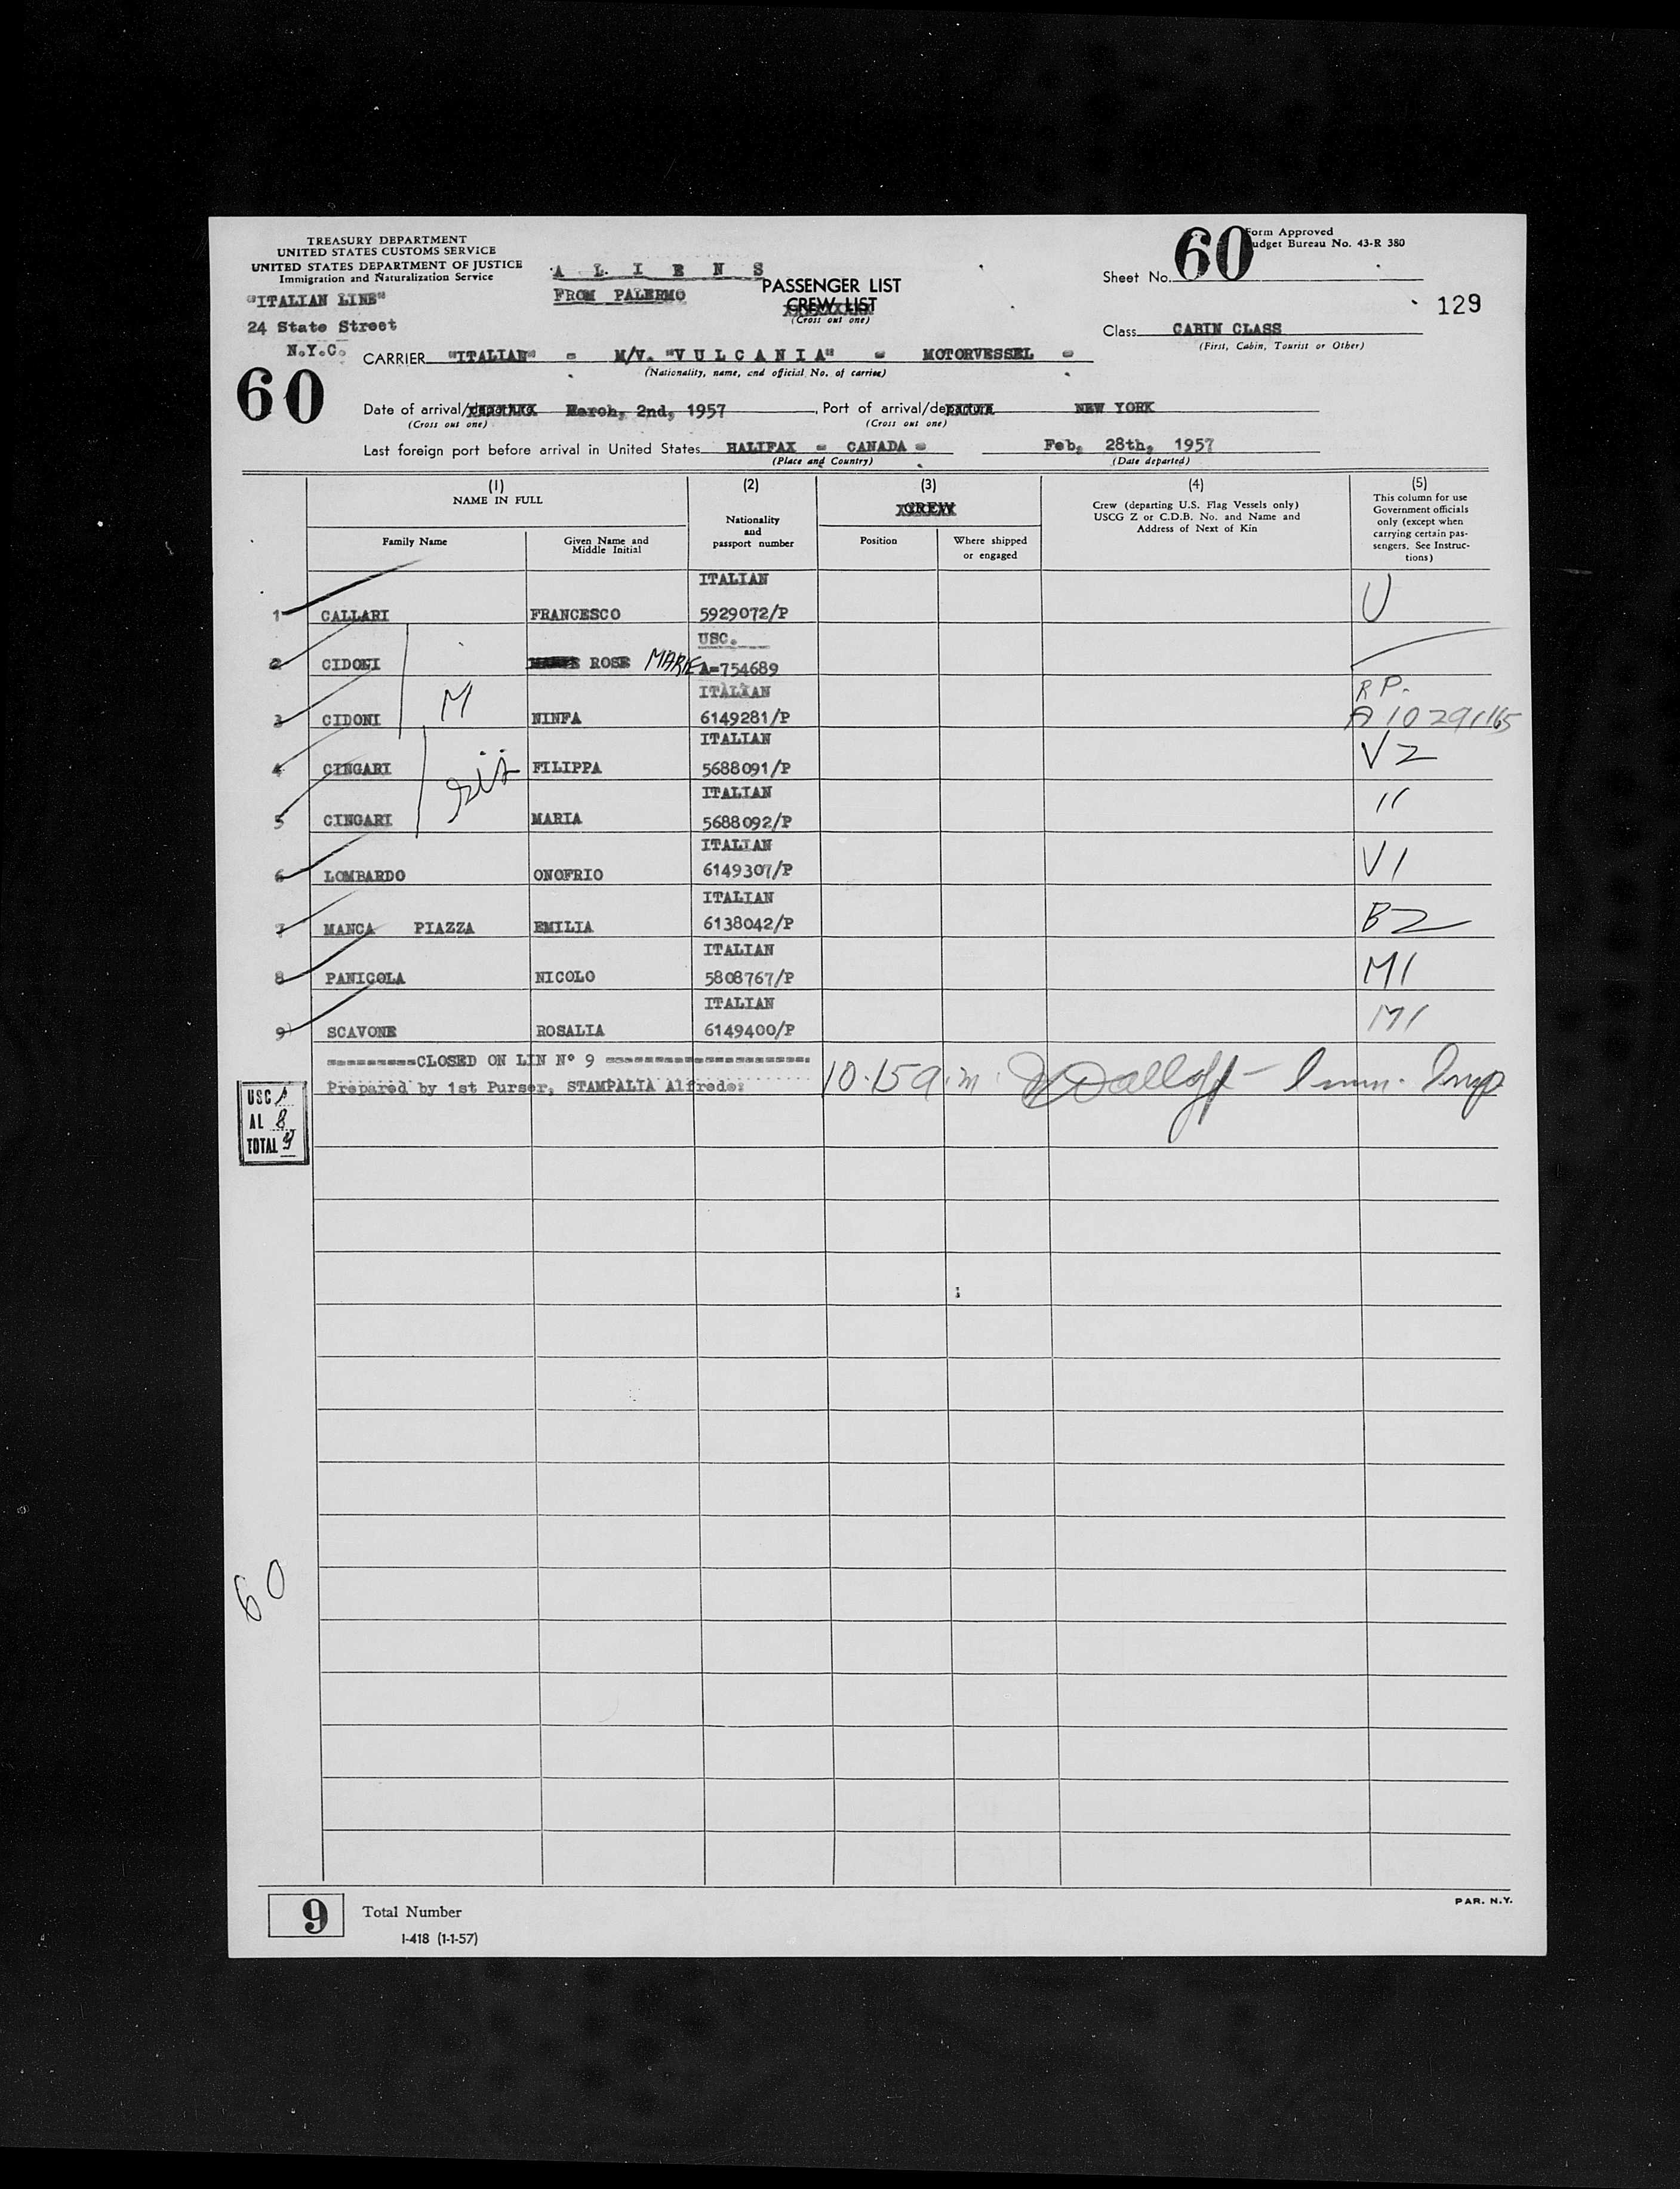 TREASURY DEPARTMENT
UNITED STATES CUSTOMS SERVICE
UNITED STATES DEPARTMENT OF JUSTICE
Immigration and Naturalization Service
"ITALIAN LINE"
24 State Street
N.Y.C.
60
A L I E N S
FROM PALERMO
PASSENGER LIST
CREW LIST
(Cross out one)
Form Approved
Budget Bureau No. 43-R 380
Sheet No. 60
129
Class CABIN CLASS
(First, Cabin, Tourist or Other)
CARRIER "ITALIAN" = M/V. "V U L C A N I A" = MOTORVESSEL =
(Nationality, name, and official No. of carrier)
Date of arrival/departure March, 2nd, 1957, Port of arrival/departure NEW YORK
(Cross out one) (Cross out one)
Last foreign port before arrival in United States HALIFAX = CANADA = Feb, 28th, 1957
(Place and Country) (Date departed)
(1) NAME IN FULL
Family Name
Given Name and Middle Initial
(2) Nationality and passport number
(3) CREW
Position
Where shipped or engaged
(4) Crew (departing U.S. Flag Vessels only) USCG Z or C.D.B. No. and Name and Address of Next of Kin
(5) This column for use Government officials only (except when carrying certain passengers. See Instructions)
ITALIAN
1 CALLARI FRANCESCO 5929072/P U
USC.
2 CIDONI ROSE MARIE A=754689
ITALIAN RP.
3 CIDONI M NINFA 6149281/P A10291165
ITALIAN
4 CINGARI sis FILIPPA 5688091/P V2
ITALIAN
5 CINGARI MARIA 5688092/P "
ITALIAN
6 LOMBARDO ONOFRIO 6149307/P V1
ITALIAN
7 MANCA PIAZZA EMILIA 6138042/P B2
ITALIAN
8 PANICOLA NICOLO 5808767/P M1
ITALIAN
9 SCAVONE ROSALIA 6149400/P M1
=========CLOSED ON LIN N° 9 ====================
Prepared by 1st Purser, STAMPALIA Alfredo: 10.15 a.m. Imm. Insp
USC 1
AL 8
TOTAL 9
60
9 Total Number
I-418 (1-1-57)
PAR. N.Y.